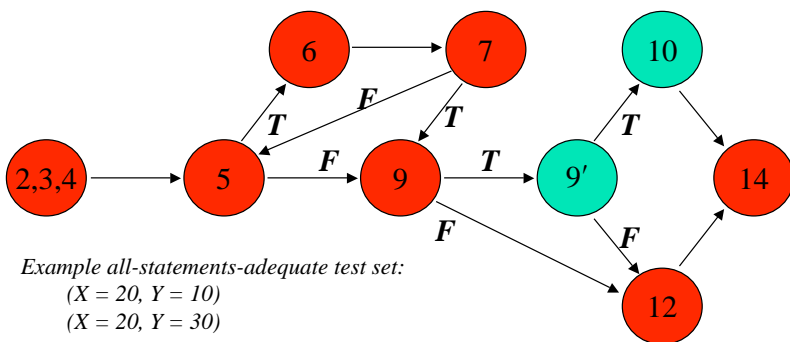 6
7
10
F
T
T
T
2,3,4
5
F
9
T
9′
14
F
F
12
Example all-statements-adequate test set:
(X = 20, Y = 10)
(X = 20, Y = 30)